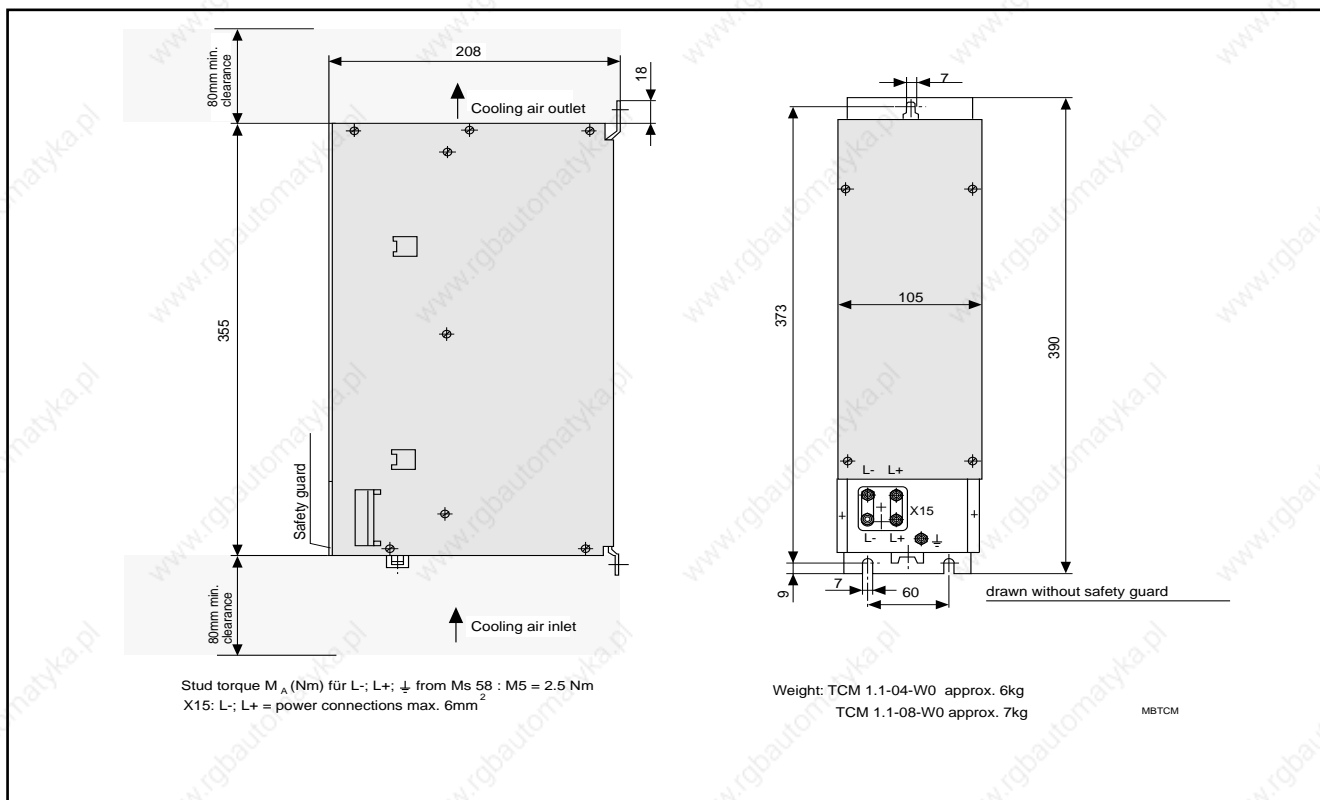 80mm min.
clearance
208
18
Cooling air outlet
355
Safety guard
80mm min.
clearance
Cooling air inlet
Stud torque M A (Nm) für L-; L+; ⏚ from Ms 58 : M5 = 2.5 Nm
X15: L-; L+ = power connections max. 6mm²
7
373
105
390
L- L+
X15
L- L+ ⏚
7
60
9
drawn without safety guard
Weight: TCM 1.1-04-W0 approx. 6kg
TCM 1.1-08-W0 approx. 7kg
MBTCM
www.rgbautomatyka.pl